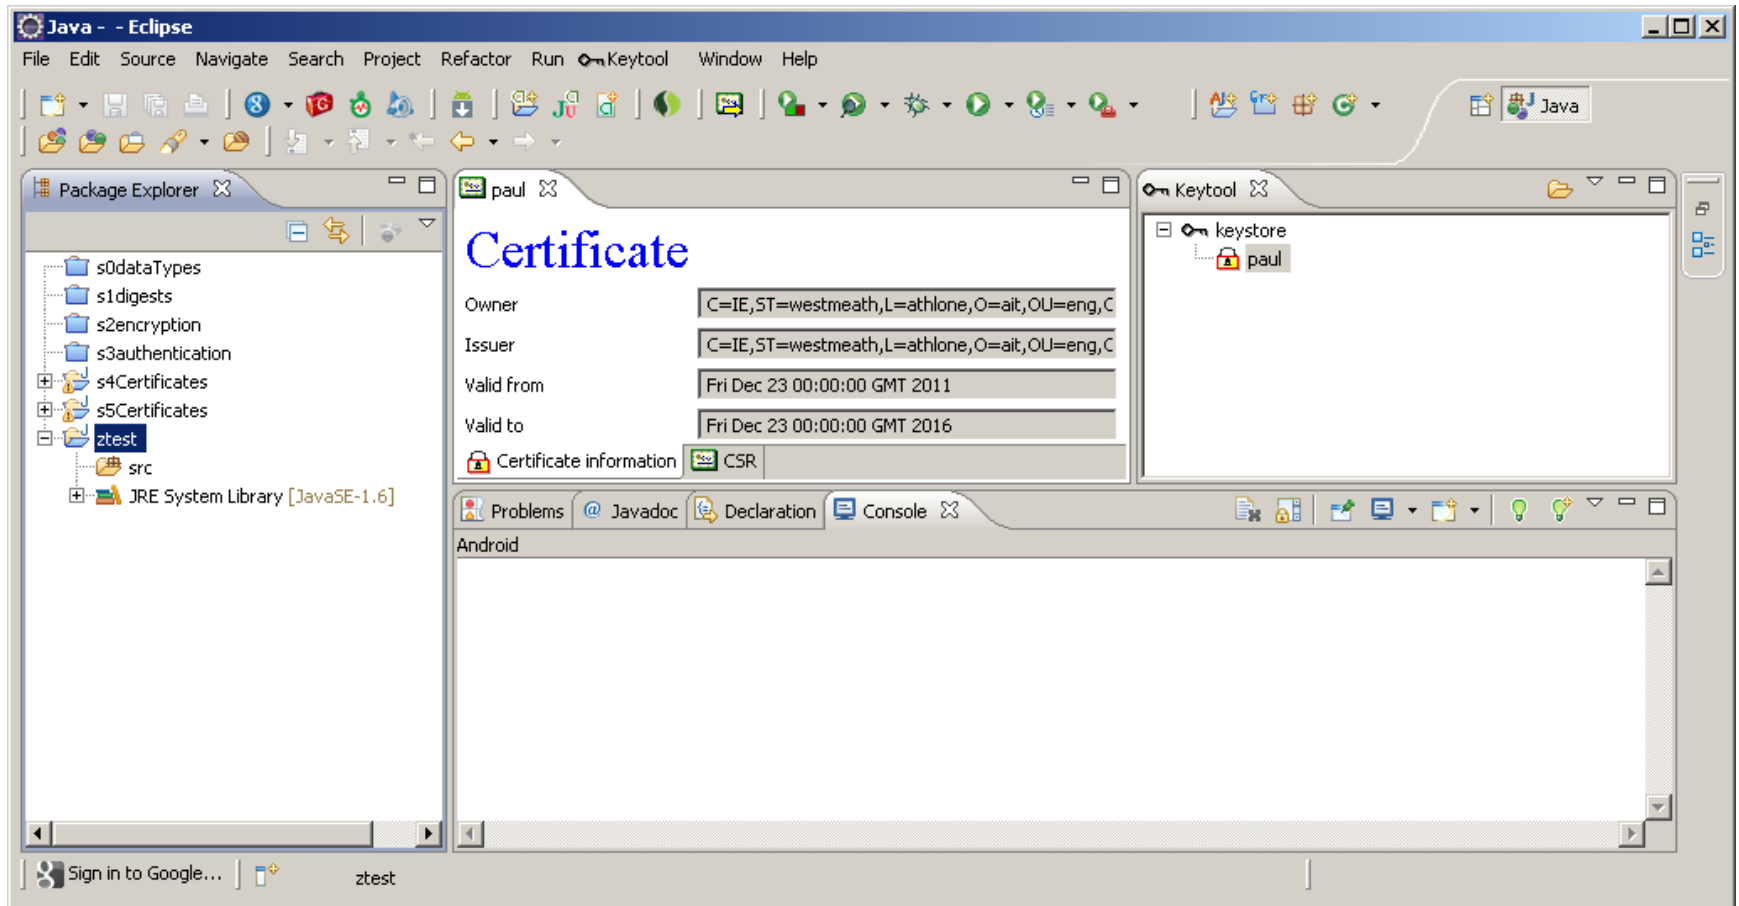 Java - - Eclipse
File Edit Source Navigate Search Project Refactor Run Keytool Window Help
Java
Package Explorer
s0dataTypes
s1digests
s2encryption
s3authentication
s4Certificates
s5Certificates
ztest
src
JRE System Library [JavaSE-1.6]
paul
Certificate
Owner C=IE,ST=westmeath,L=athlone,O=ait,OU=eng,C
Issuer C=IE,ST=westmeath,L=athlone,O=ait,OU=eng,C
Valid from Fri Dec 23 00:00:00 GMT 2011
Valid to Fri Dec 23 00:00:00 GMT 2016
Certificate information CSR
Keytool
keystore
paul
Problems @ Javadoc Declaration Console
Android
Sign in to Google... ztest